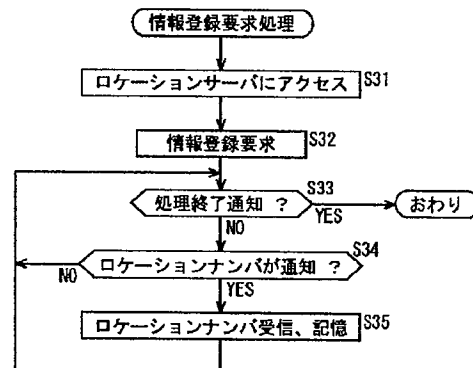 情報登録要求処理
ロケーションサーバにアクセス S31
情報登録要求 S32
処理終了通知 ? S33
YES
おわり
NO
ロケーションナンバが通知 ? S34
NO
YES
ロケーションナンバ受信、記憶 S35